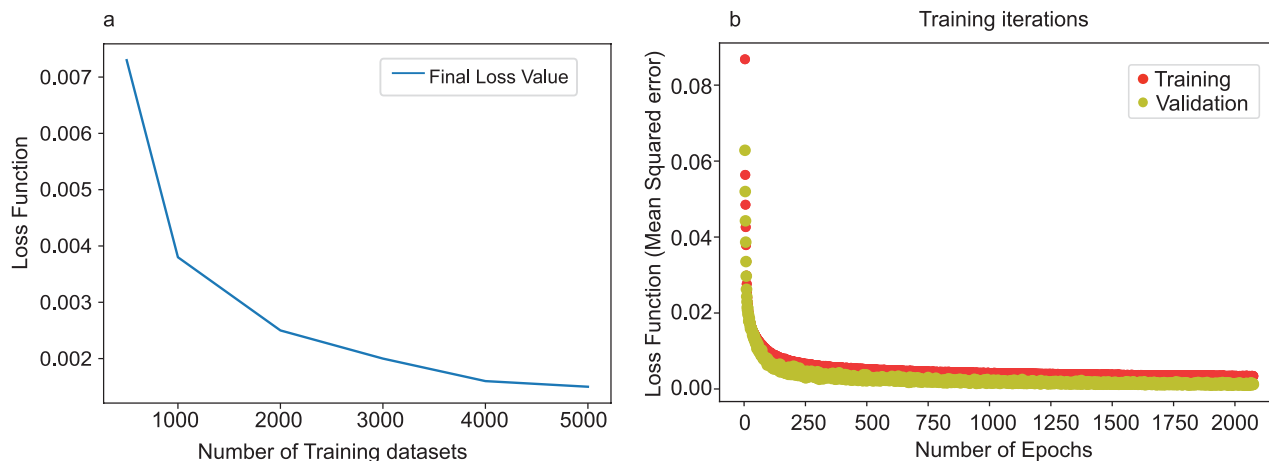 a
0.007
0.006
0.005
0.004
0.003
0.002
Loss Function
Final Loss Value
1000 2000 3000 4000 5000
Number of Training datasets
b
Training iterations
0.08
0.06
0.04
0.02
0.00
Loss Function (Mean Squared error)
Training
Validation
0 250 500 750 1000 1250 1500 1750 2000
Number of Epochs